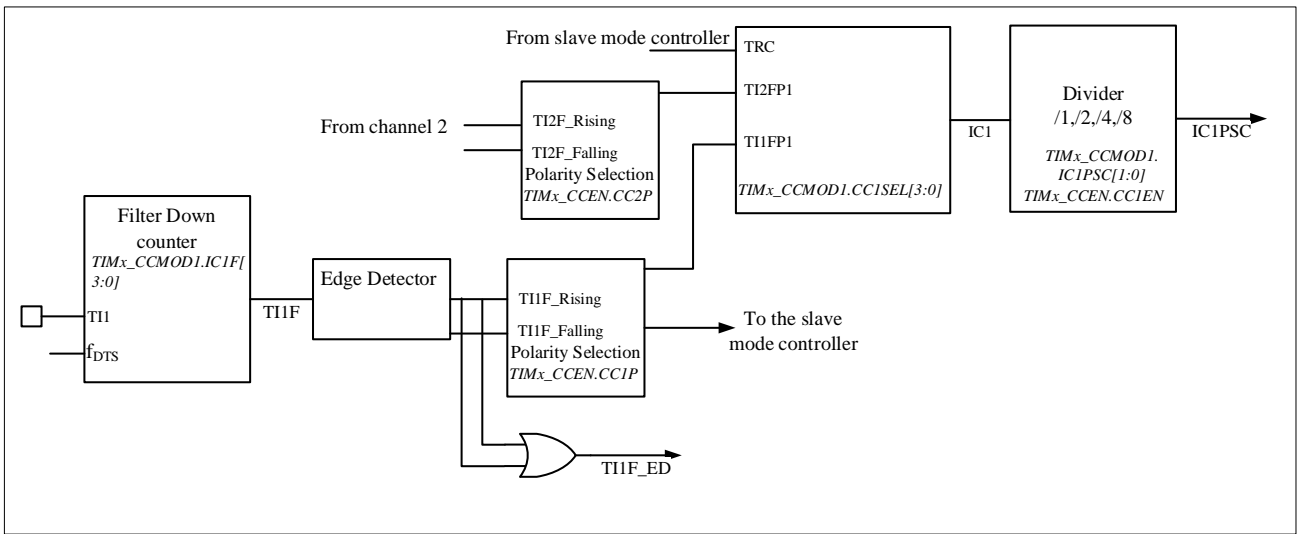 From slave mode controller
TRC
TI2FP1
TI1FP1
TIMx_CCMOD1.CC1SEL[3:0]
From channel 2
TI2F_Rising
TI2F_Falling
Polarity Selection
TIMx_CCEN.CC2P
IC1
Divider
/1,/2,/4,/8
TIMx_CCMOD1.
IC1PSC[1:0]
TIMx_CCEN.CC1EN
IC1PSC
Filter Down
counter
TIMx_CCMOD1.IC1F[
3:0]
TI1
fDTS
TI1F
Edge Detector
TI1F_Rising
TI1F_Falling
Polarity Selection
TIMx_CCEN.CC1P
To the slave
mode controller
TI1F_ED